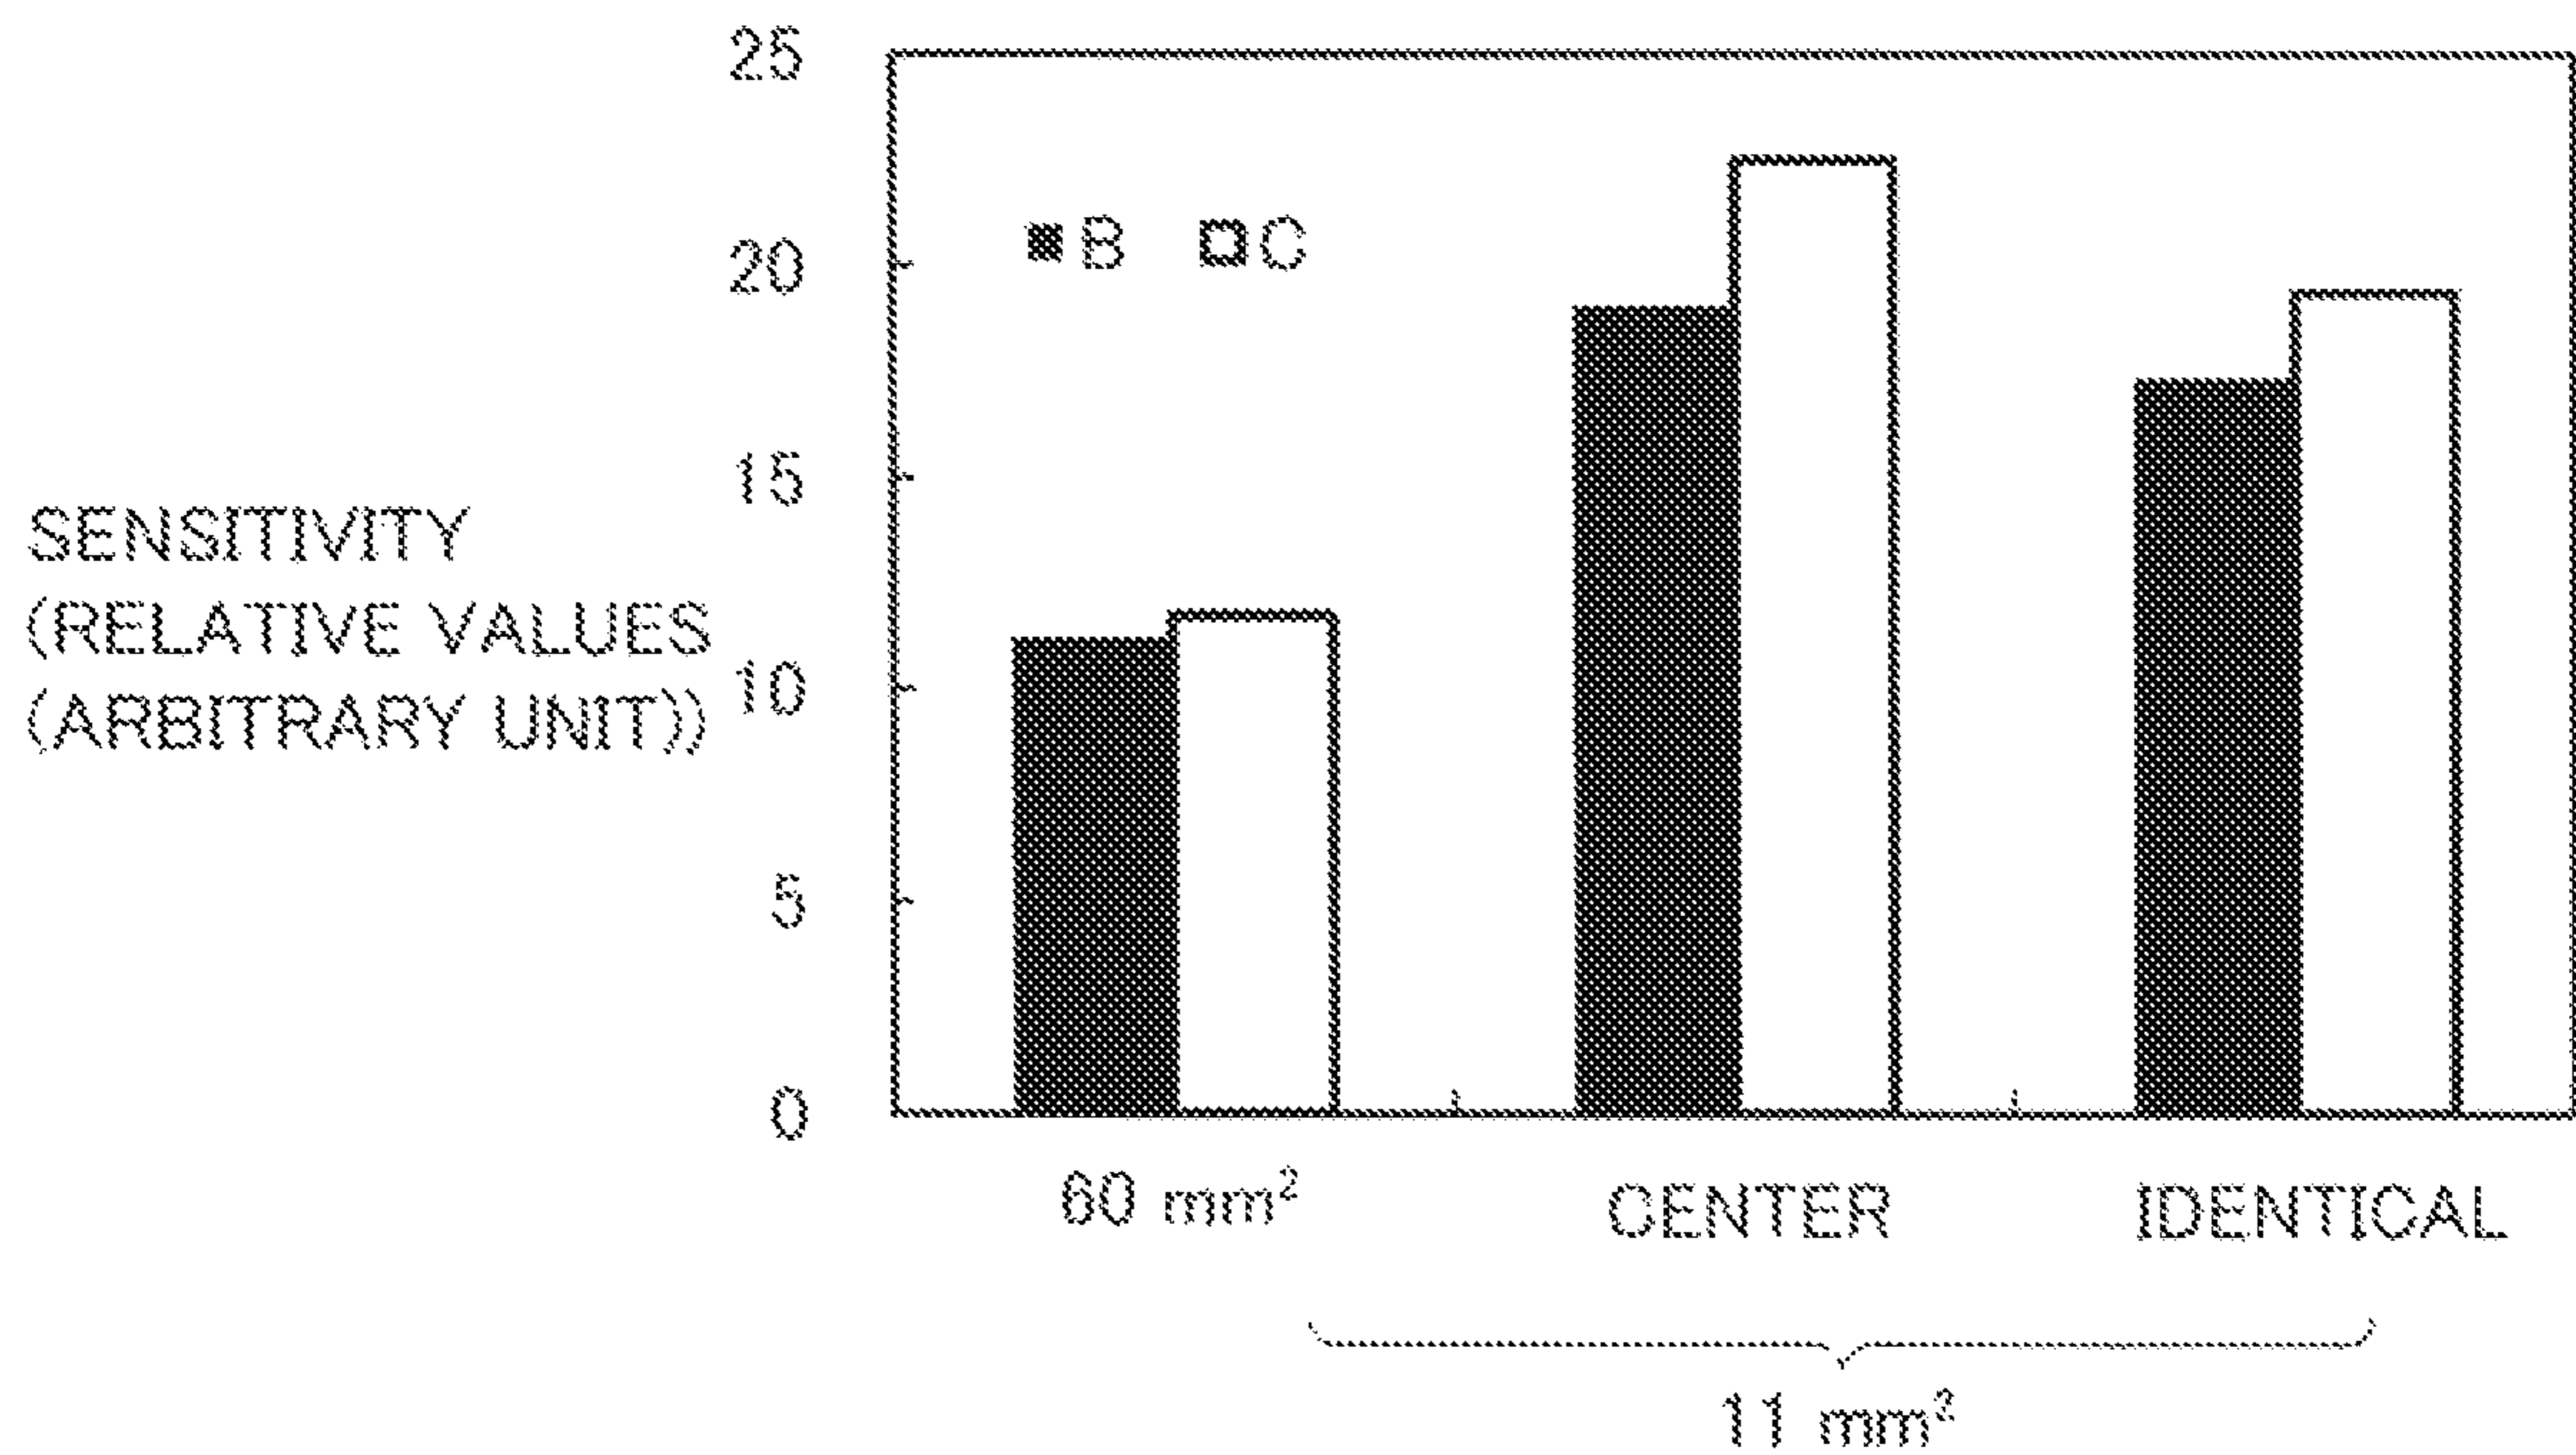 25
20
15
10
5
0
SENSITIVITY
(RELATIVE VALUES
(ARBITRARY UNIT))
B C
60 mm² CENTER IDENTICAL
11 mm²